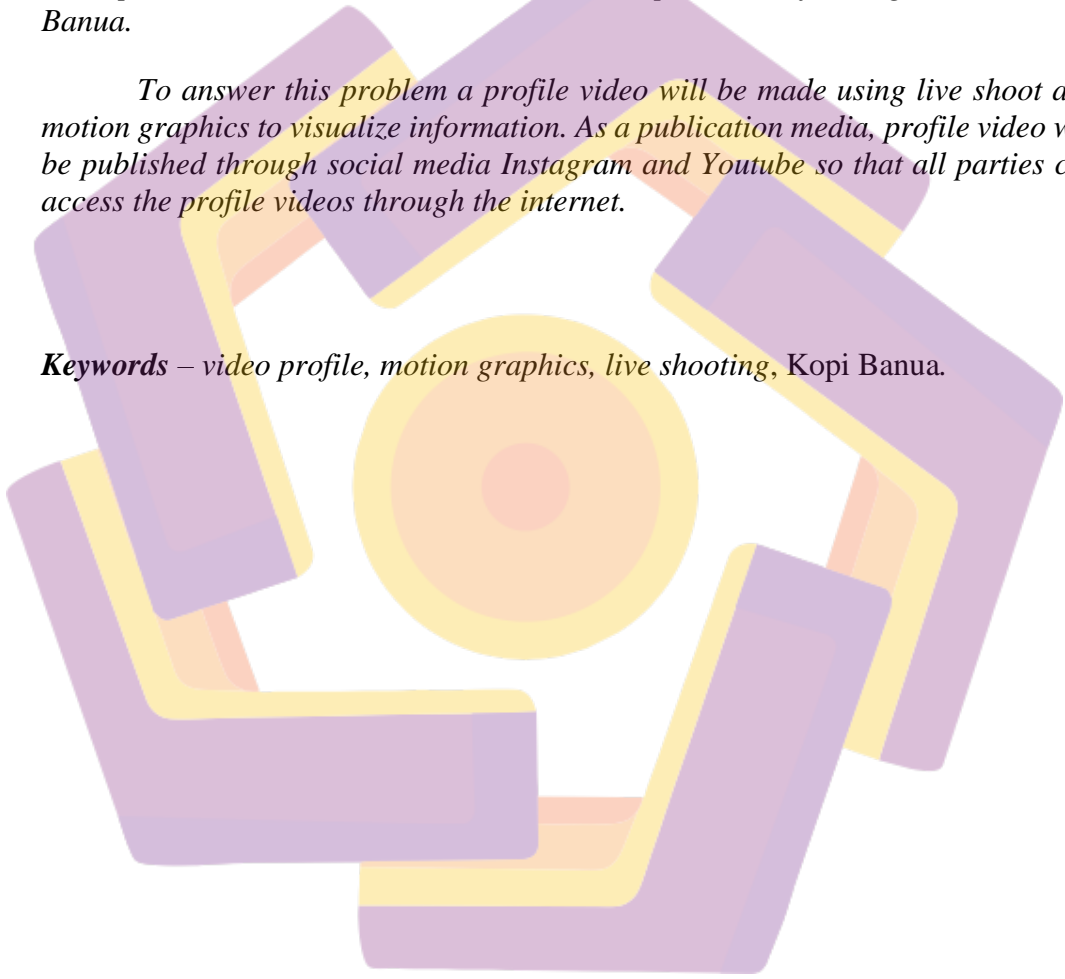 Banua.
To answer this problem a profile video will be made using live shoot a
motion graphics to visualize information. As a publication media, profile video w
be published through social media Instagram and Youtube so that all parties c
access the profile videos through the internet.
Keywords – video profile, motion graphics, live shooting, Kopi Banua.